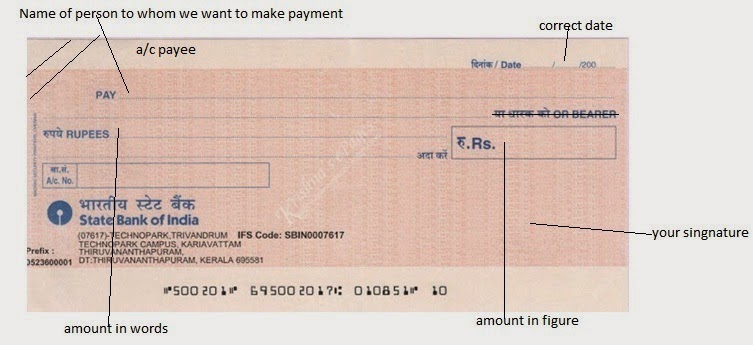 Name of person to whom we want to make payment
correct date
a/c payee
दिनांक / Date / /200
PAY
या धारक को OR BEARER
रुपये RUPEES
अदा करें रु.Rs.
खा.सं.
A/c. No.
भारतीय स्टेट बैंक
State Bank of India
(07617)-TECHNOPARK,TRIVANDRUM IFS Code: SBIN0007617
TECHNOPARK CAMPUS, KARIAVATTAM
Prefix : THIRUVANANTHAPURAM,
0523600001 DT:THIRUVANANTHAPURAM, KERALA 695581
your singnature
⑈500201⑈ 695002017⑆ 010851⑈ 10
amount in words
amount in figure